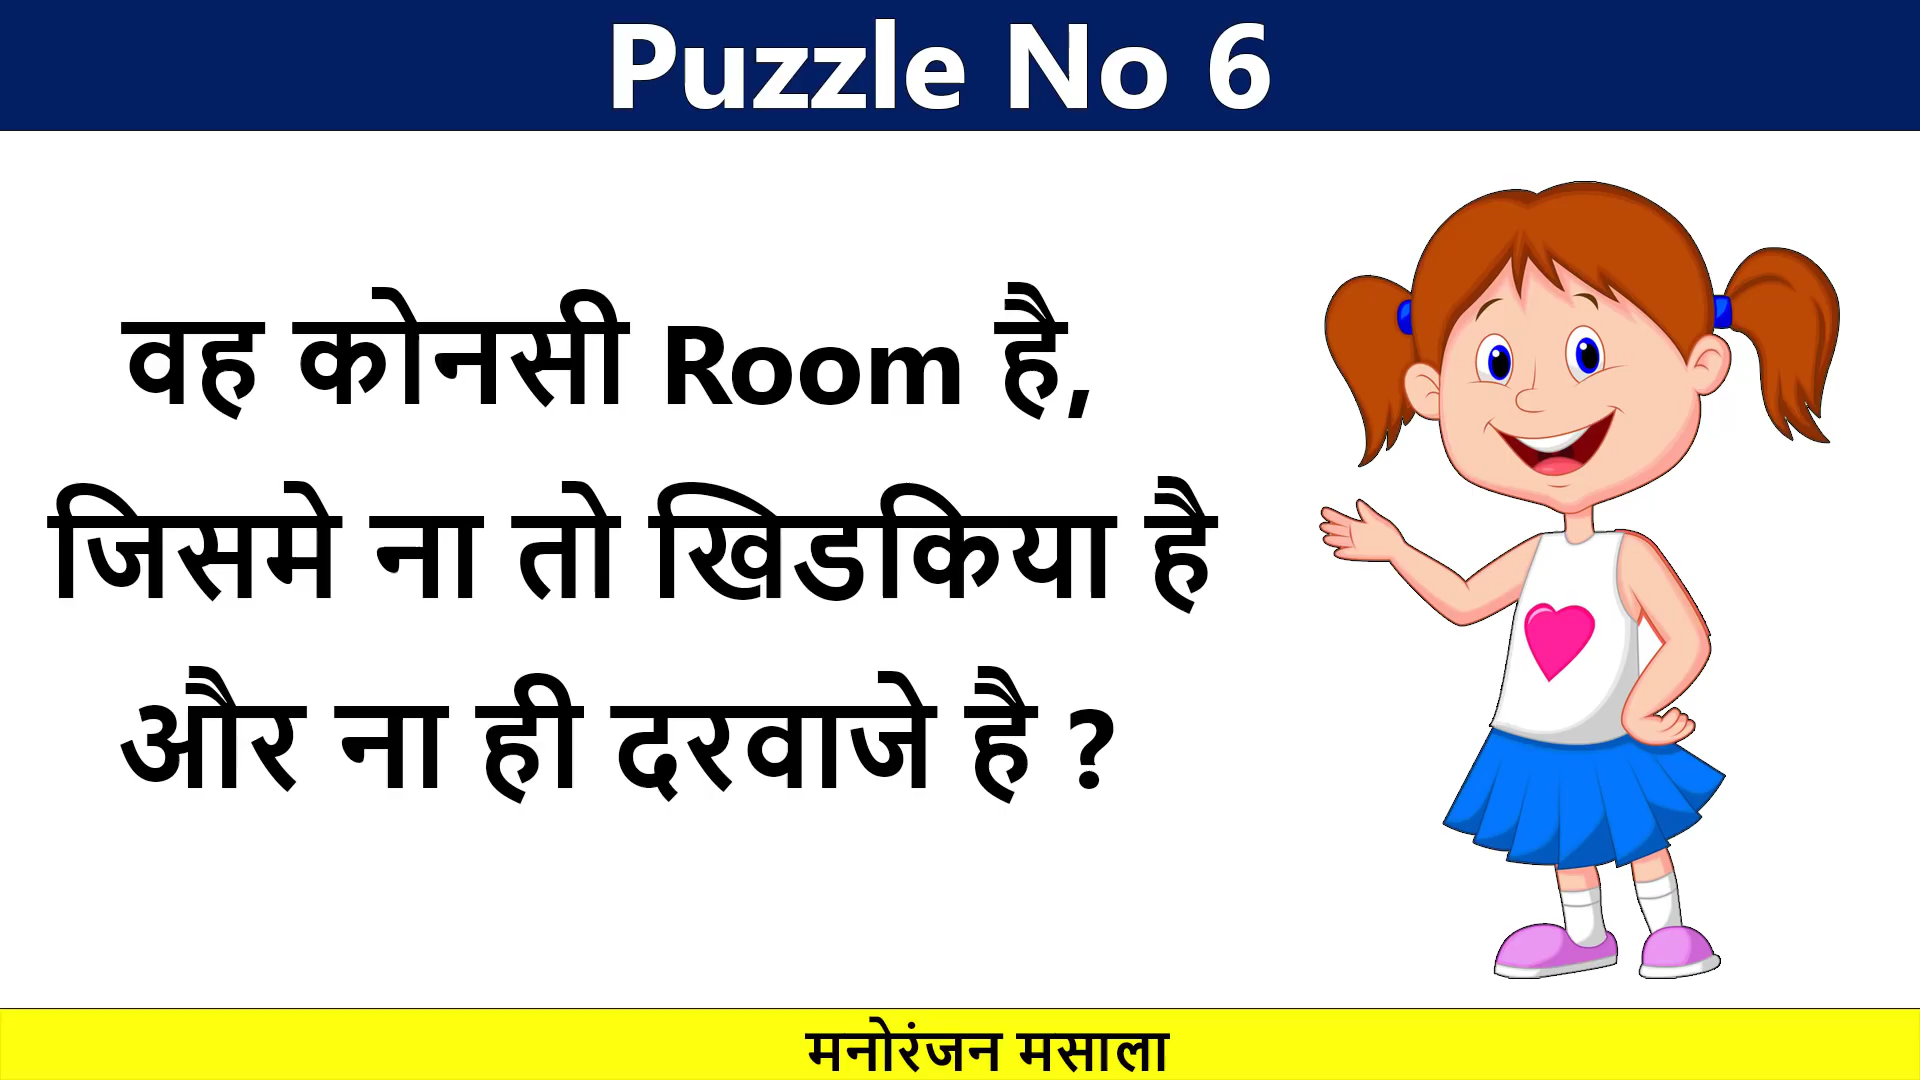 Puzzle No 6
वह कोनसी Room है,
जिसमे ना तो खिडकिया है
और ना ही दरवाजे है ?
मनोरंजन मसाला